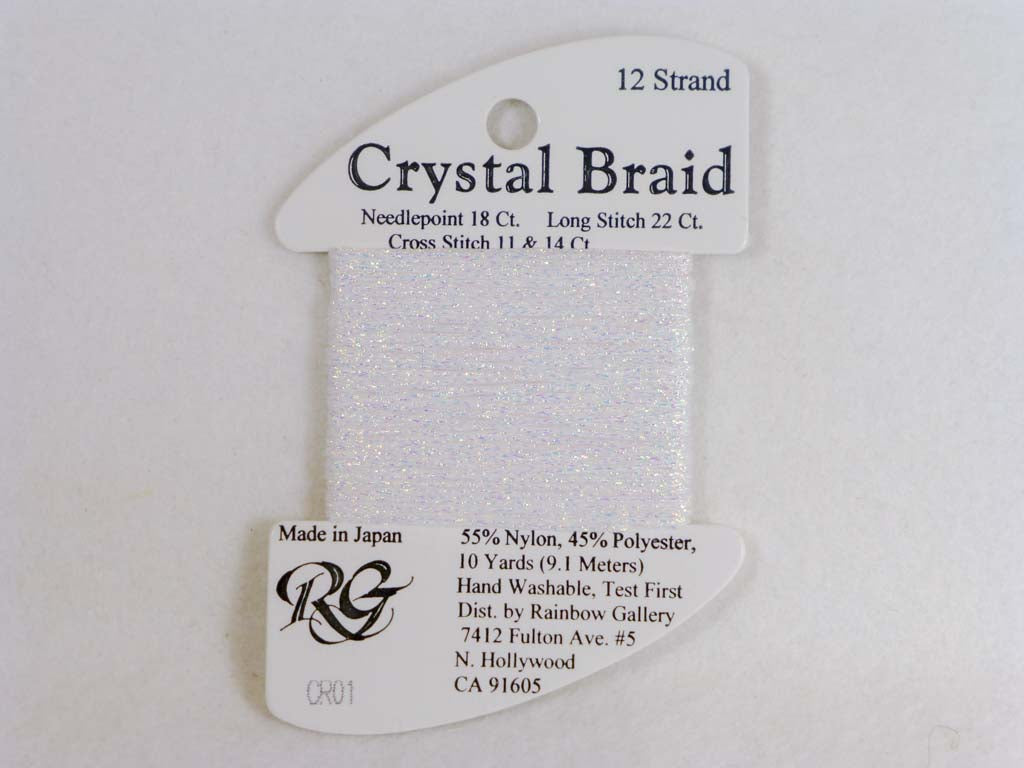 12 Strand
Crystal Braid
Needlepoint 18 Ct. Long Stitch 22 Ct.
Cross Stitch 11 & 14 Ct
Made in Japan
RG
CR01
55% Nylon, 45% Polyester,
10 Yards (9.1 Meters)
Hand Washable, Test First
Dist. by Rainbow Gallery
7412 Fulton Ave. #5
N. Hollywood
CA 91605